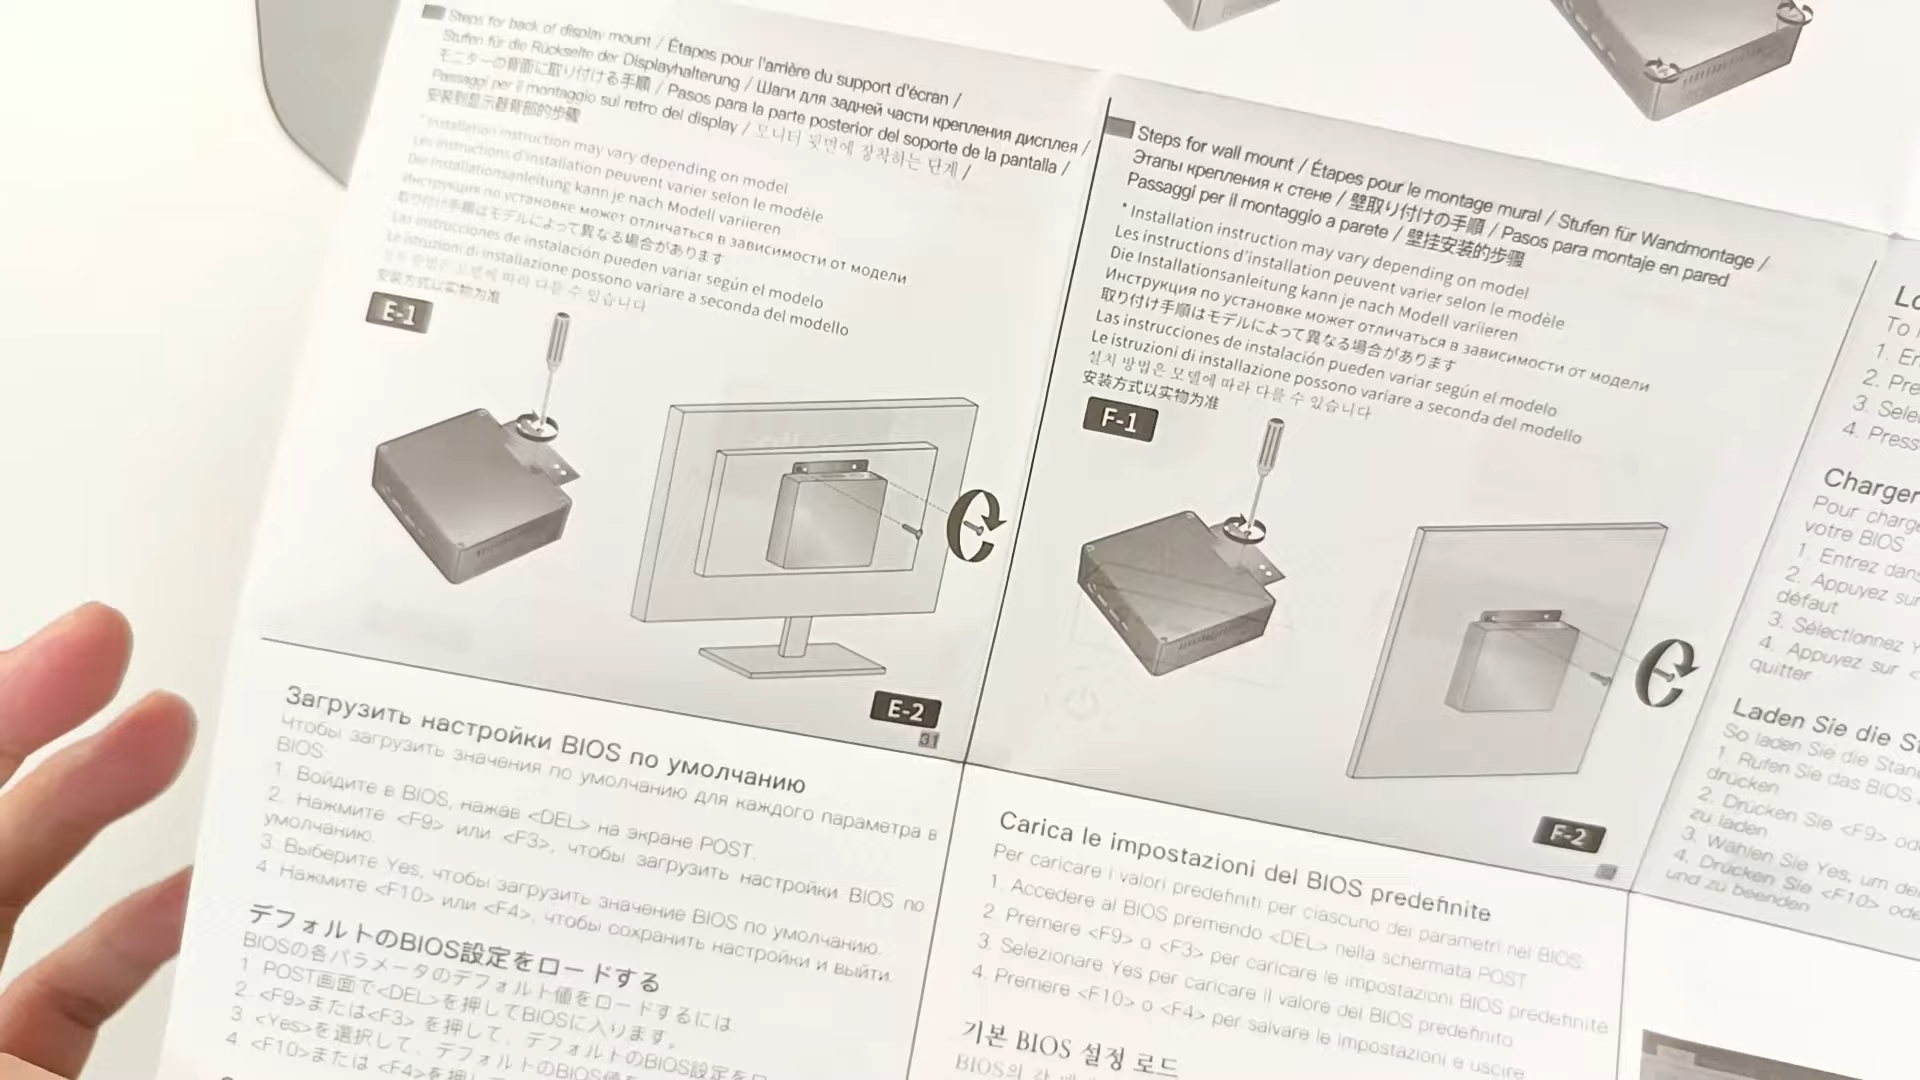 Steps for back of display mount / Étapes pour l'arrière du support d'écran /
Stufen für die Rückseite der Displayhalterung / Шаги для задней части крепления дисплея /
モニターの背面に取り付ける手順 / Pasos para la parte posterior del soporte de la pantalla /
Passaggi per il montaggio sul retro del display / 모니터 뒷면에 장착하는 단계 /
安装到显示器背部的步骤
* Installation instruction may vary depending on model
Les instructions d'installation peuvent varier selon le modèle
Die Installationsanleitung kann je nach Modell variieren
Инструкция по установке может отличаться в зависимости от модели
取り付け手順はモデルによって異なる場合があります
Las instrucciones de instalación pueden variar según el modelo
Le istruzioni di installazione possono variare a seconda del modello
설치 방법은 모델에 따라 다를 수 있습니다
安装方式以实物为准
E-1
E-2
31
Steps for wall mount / Étapes pour le montage mural / Stufen für Wandmontage /
Этапы крепления к стене / 壁取り付けの手順 / Pasos para montaje en pared
Passaggi per il montaggio a parete / 壁挂安装的步骤
* Installation instruction may vary depending on model
Les instructions d'installation peuvent varier selon le modèle
Die Installationsanleitung kann je nach Modell variieren
Инструкция по установке может отличаться в зависимости от модели
取り付け手順はモデルによって異なる場合があります
Las instrucciones de instalación pueden variar según el modelo
Le istruzioni di installazione possono variare a seconda del modello
설치 방법은 모델에 따라 다를 수 있습니다
安装方式以实物为准
F-1
F-2
Загрузить настройки BIOS по умолчанию
Чтобы загрузить значения по умолчанию для каждого параметра в
BIOS:
1. Войдите в BIOS, нажав <DEL> на экране POST.
2. Нажмите <F9> или <F3>, чтобы загрузить настройки BIOS по
умолчанию.
3. Выберите Yes, чтобы загрузить значение BIOS по умолчанию.
4. Нажмите <F10> или <F4>, чтобы сохранить настройки и выйти.
デフォルトのBIOS設定をロードする
BIOSの各パラメータのデフォルト値をロードするには:
1. POST画面で<DEL>を押してBIOSに入ります。
2. <F9>または<F3> を押して、デフォルトのBIOS設定をロ
3. <Yes>を選択して、デフォルトのBIOS値を
4. <F10>または <F4>を押し
Carica le impostazioni del BIOS predefinite
Per caricare i valori predefiniti per ciascuno dei parametri nel BIOS:
1. Accedere al BIOS premendo <DEL> nella schermata POST
2. Premere <F9> o <F3> per caricare le impostazioni BIOS predefinite
3. Selezionare Yes per caricare il valore del BIOS predefinito
4. Premere <F10> o <F4> per salvare le impostazioni e uscire
기본 BIOS 설정 로드
BIOS의 각
Lo
To
1. En
2. Pre
3. Sele
4. Press
Charger
Pour charge
votre BIOS
1. Entrez dans
2. Appuyez sur
défaut
3. Sélectionnez Y
4. Appuyez sur <
quitter
Laden Sie die St
So laden Sie die Stan
1. Rufen Sie das BIOS
drücken
2. Drücken Sie <F9> ode
zu laden
3. Wählen Sie Yes, um de
4. Drücken Sie <F10> ode
und zu beenden